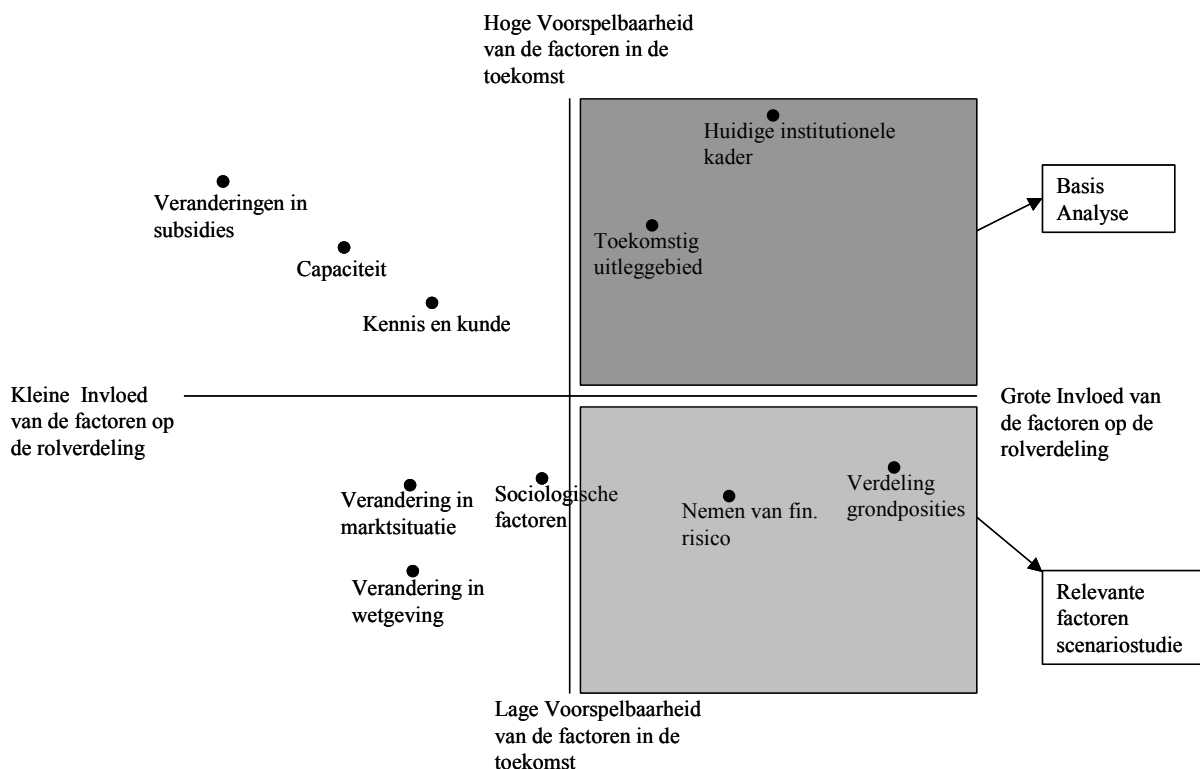 Hoge Voorspelbaarheid
van de factoren in de
toekomst
Huidige institutionele
kader
Basis
Analyse
Veranderingen in
subsidies
Toekomstig
uitleggebied
Capaciteit
Kennis en kunde
Kleine Invloed
van de factoren op
de rolverdeling
Grote Invloed van
de factoren op de
rolverdeling
Verandering in
marktsituatie
Sociologische
factoren
Nemen van fin.
risico
Verdeling
grondposities
Verandering in
wetgeving
Relevante
factoren
scenariostudie
Lage Voorspelbaarheid
van de factoren in de
toekomst